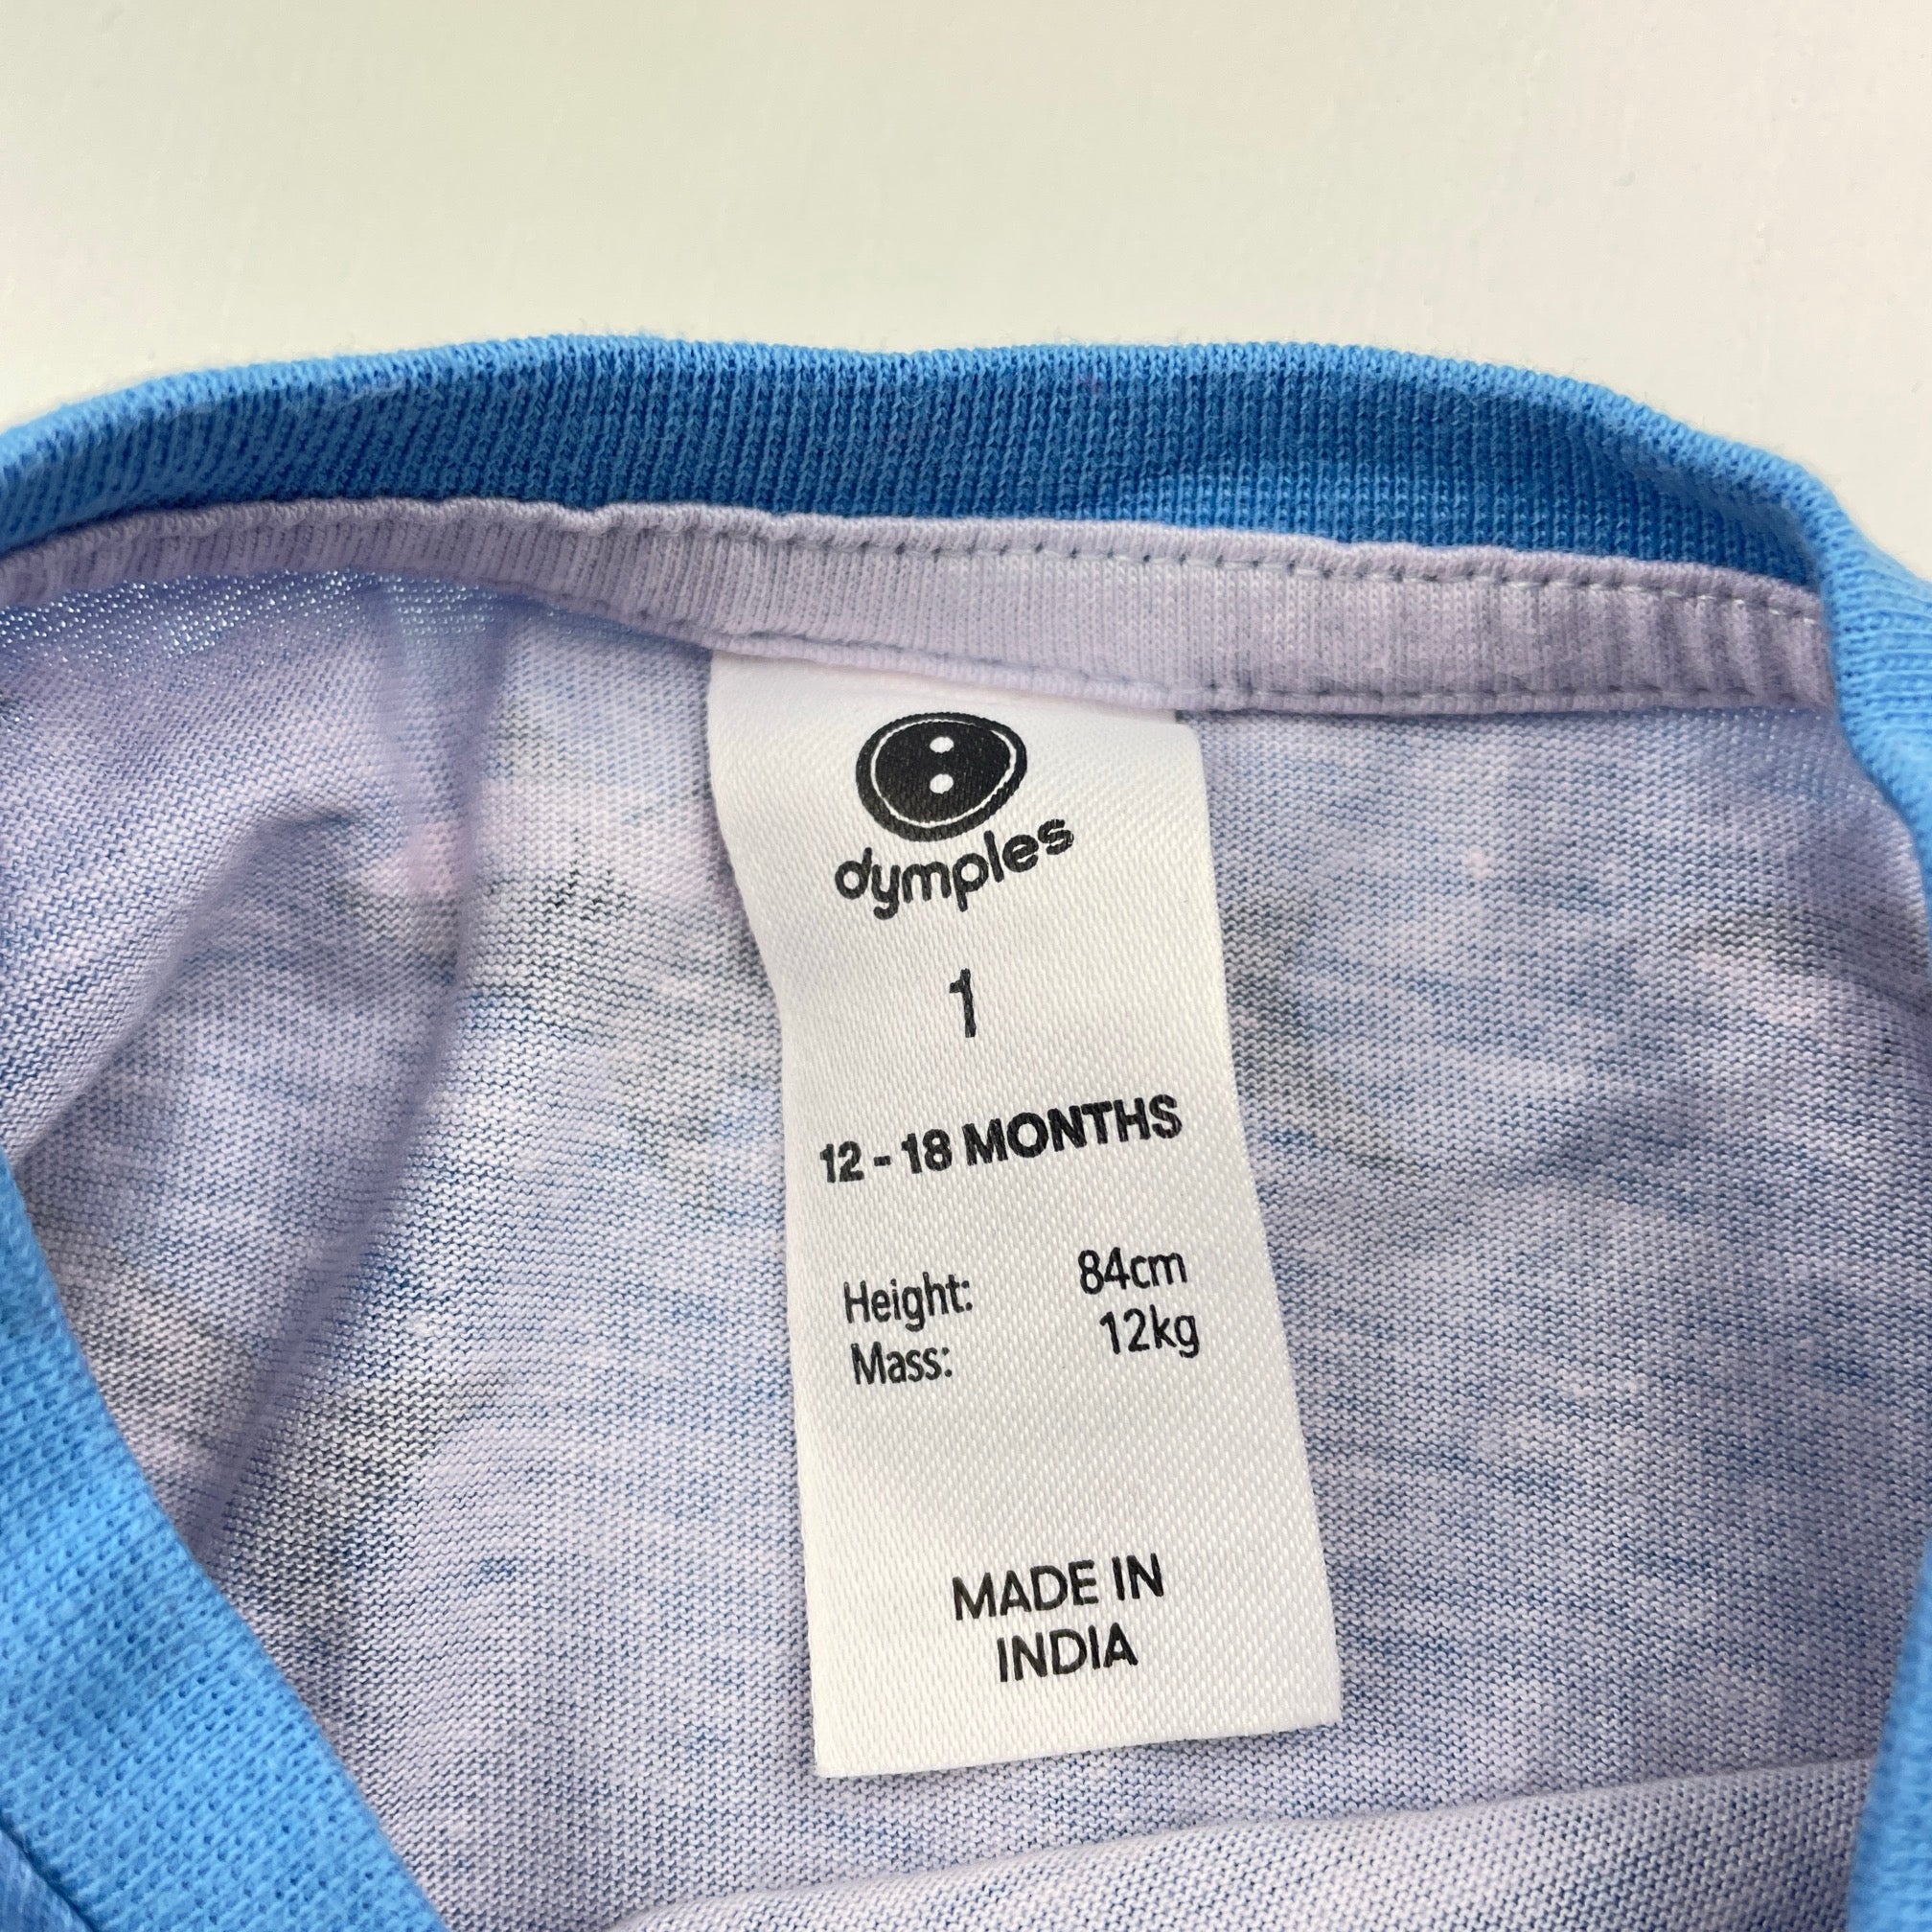 dymples
1
12 - 18 MONTHS
Height: 84cm
Mass: 12kg
MADE IN
INDIA